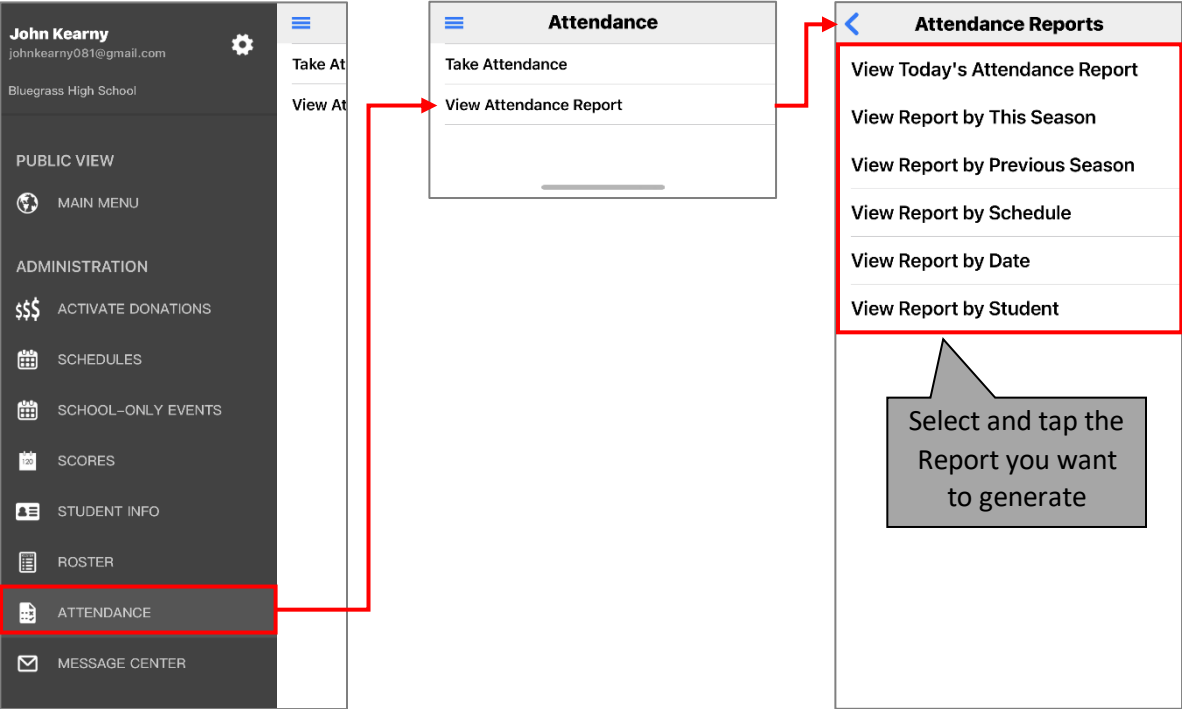 John Kearny
johnkearny081@gmail.com
Bluegrass High School
PUBLIC VIEW
MAIN MENU
ADMINISTRATION
$$$ ACTIVATE DONATIONS
SCHEDULES
SCHOOL-ONLY EVENTS
120 SCORES
STUDENT INFO
ROSTER
ATTENDANCE
MESSAGE CENTER
Take At
View At
Attendance
Take Attendance
View Attendance Report
Attendance Reports
View Today's Attendance Report
View Report by This Season
View Report by Previous Season
View Report by Schedule
View Report by Date
View Report by Student
Select and tap the
Report you want
to generate